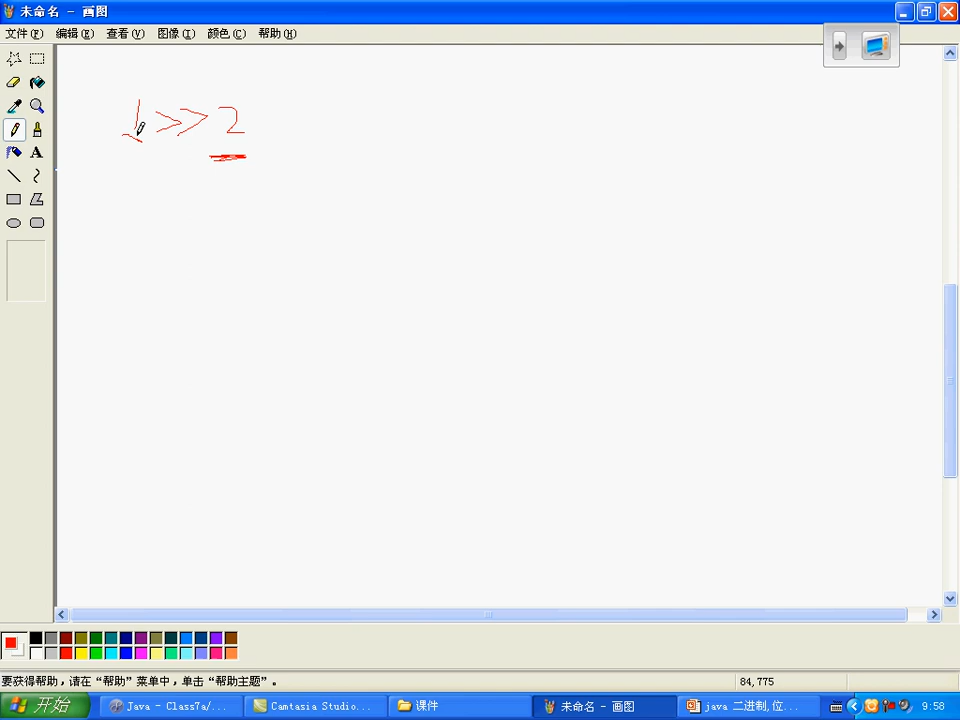 未命名 - 画图
文件(F) 编辑(E) 查看(V) 图像(I) 颜色(C) 帮助(H)
1 >> 2
A
要获得帮助，请在“帮助”菜单中，单击“帮助主题”。
84,775
开始
Java - Class7a/...
Camtasia Studio...
课件
未命名 - 画图
java 二进制,位...
9:58